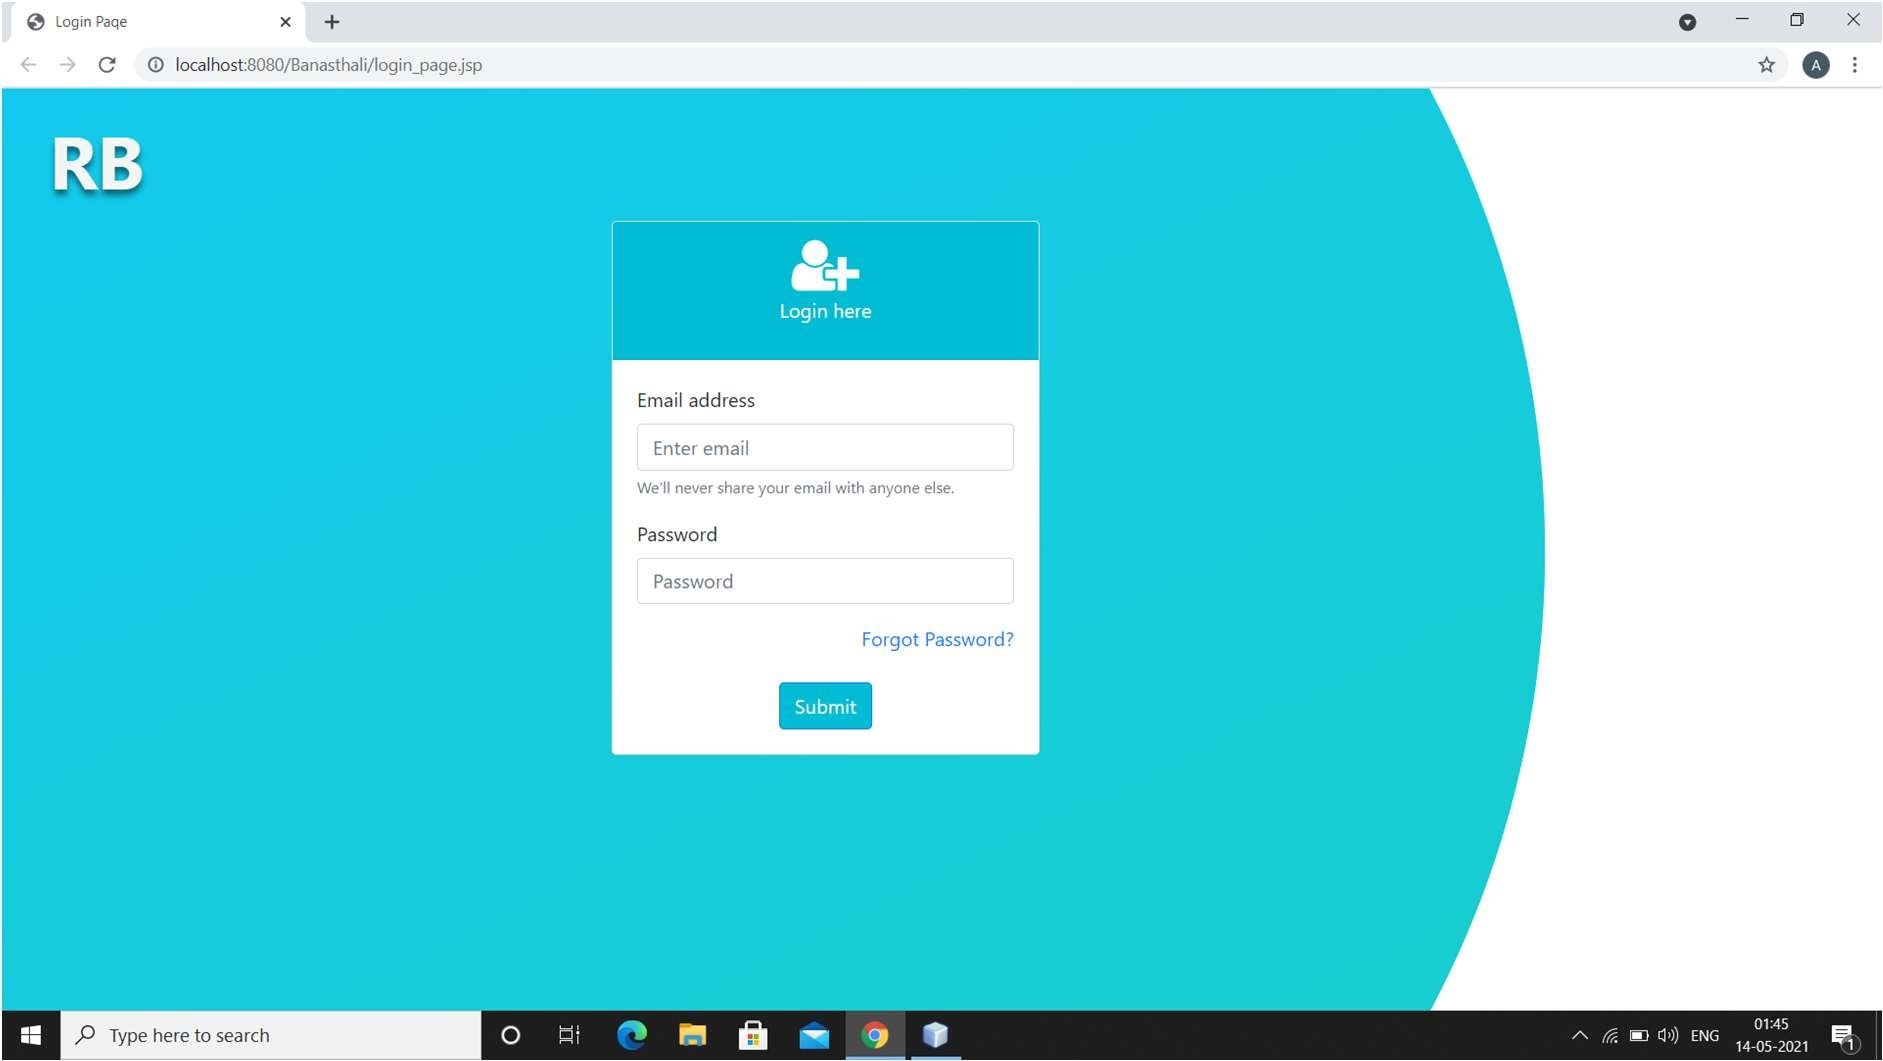 Login Page
localhost:8080/Banasthali/login_page.jsp
A
RB
Login here
Email address
Enter email
We'll never share your email with anyone else.
Password
Password
Forgot Password?
Submit
Type here to search
ENG
01:45
14-05-2021
1